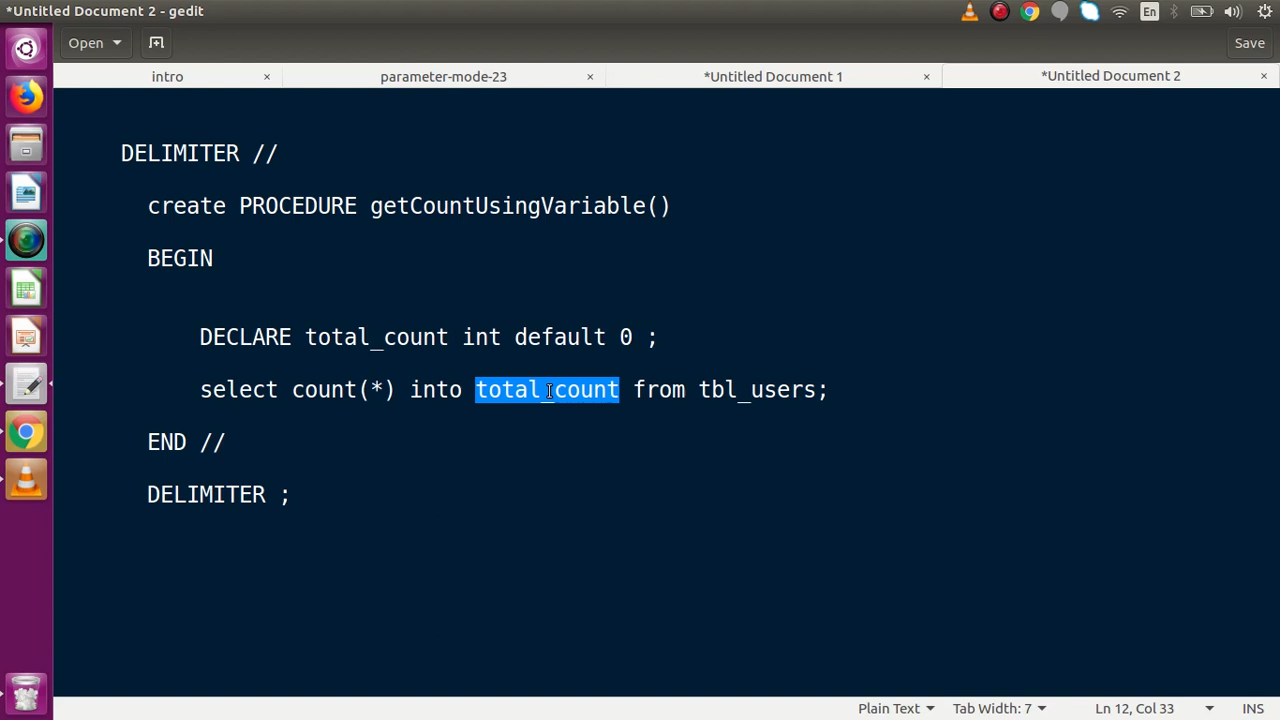 *Untitled Document 2 - gedit
En
Open
Save
intro × parameter-mode-23 × *Untitled Document 1 × *Untitled Document 2 ×
DELIMITER //
create PROCEDURE getCountUsingVariable()
BEGIN
DECLARE total_count int default 0 ;
select count(*) into total_count from tbl_users;
END //
DELIMITER ;
Plain Text Tab Width: 7 Ln 12, Col 33 INS